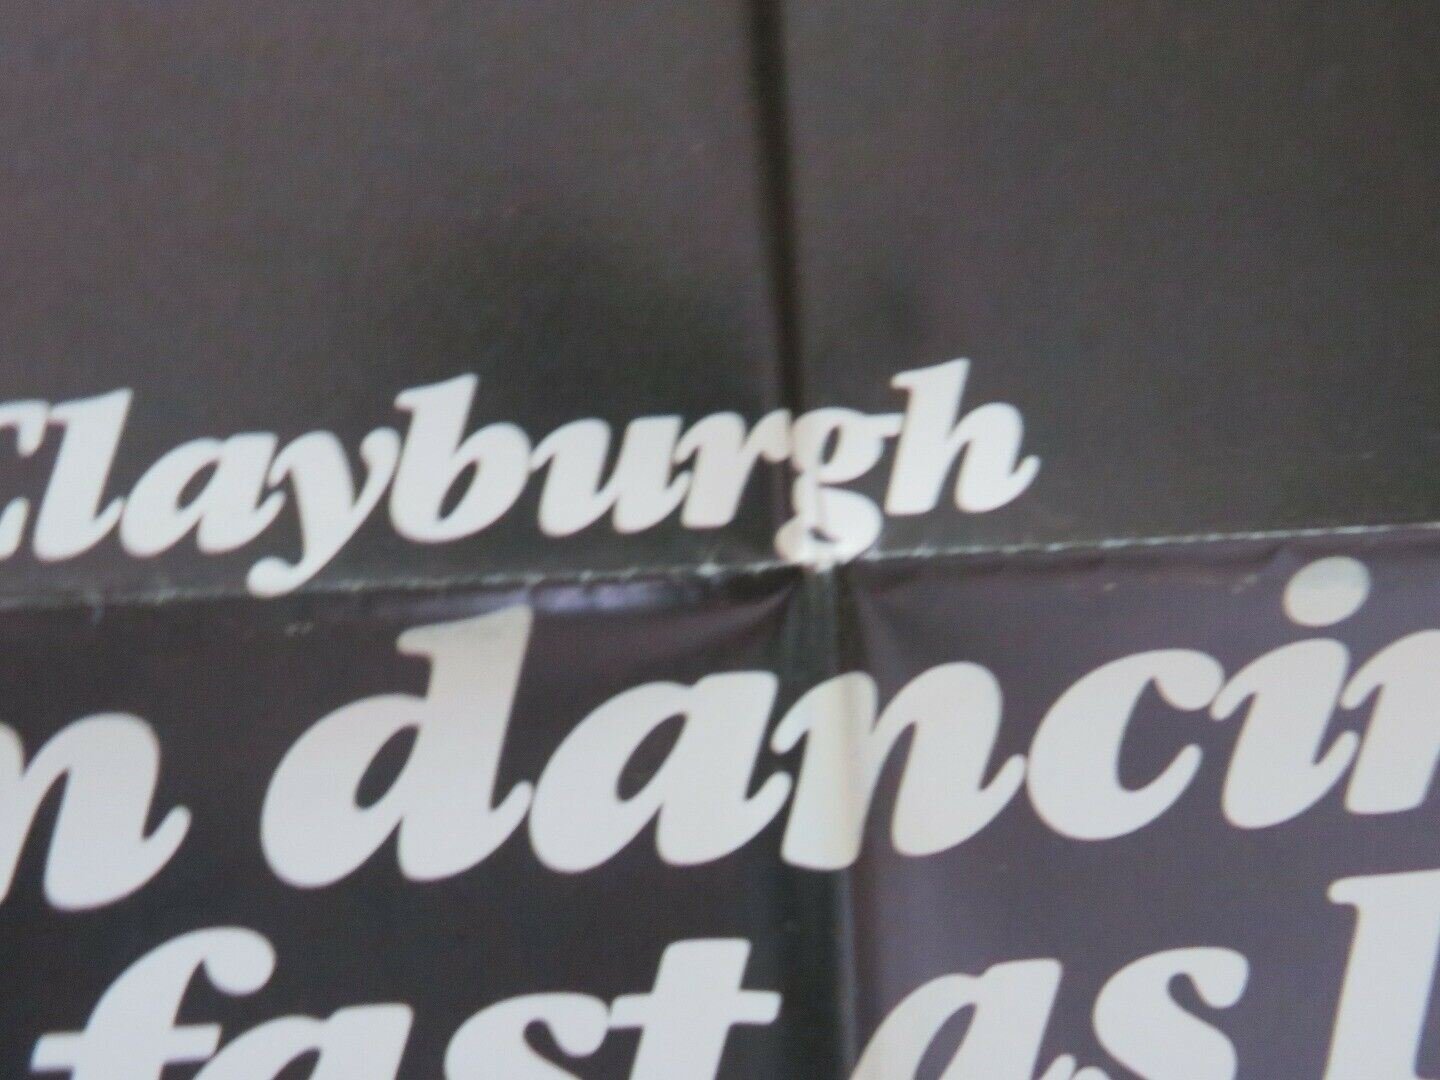 Clayburgh
n dancin
fast as I